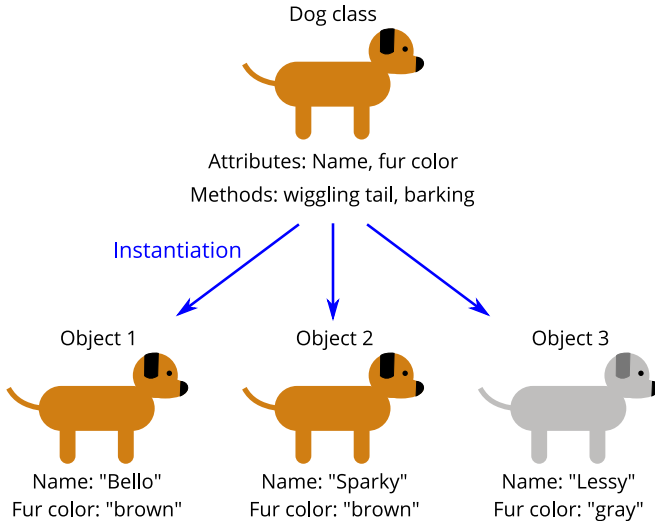 Dog class
Attributes: Name, fur color
Methods: wiggling tail, barking
Instantiation
Object 1
Object 2
Object 3
Name: "Bello"
Name: "Sparky"
Name: "Lessy"
Fur color: "brown"
Fur color: "brown"
Fur color: "gray"